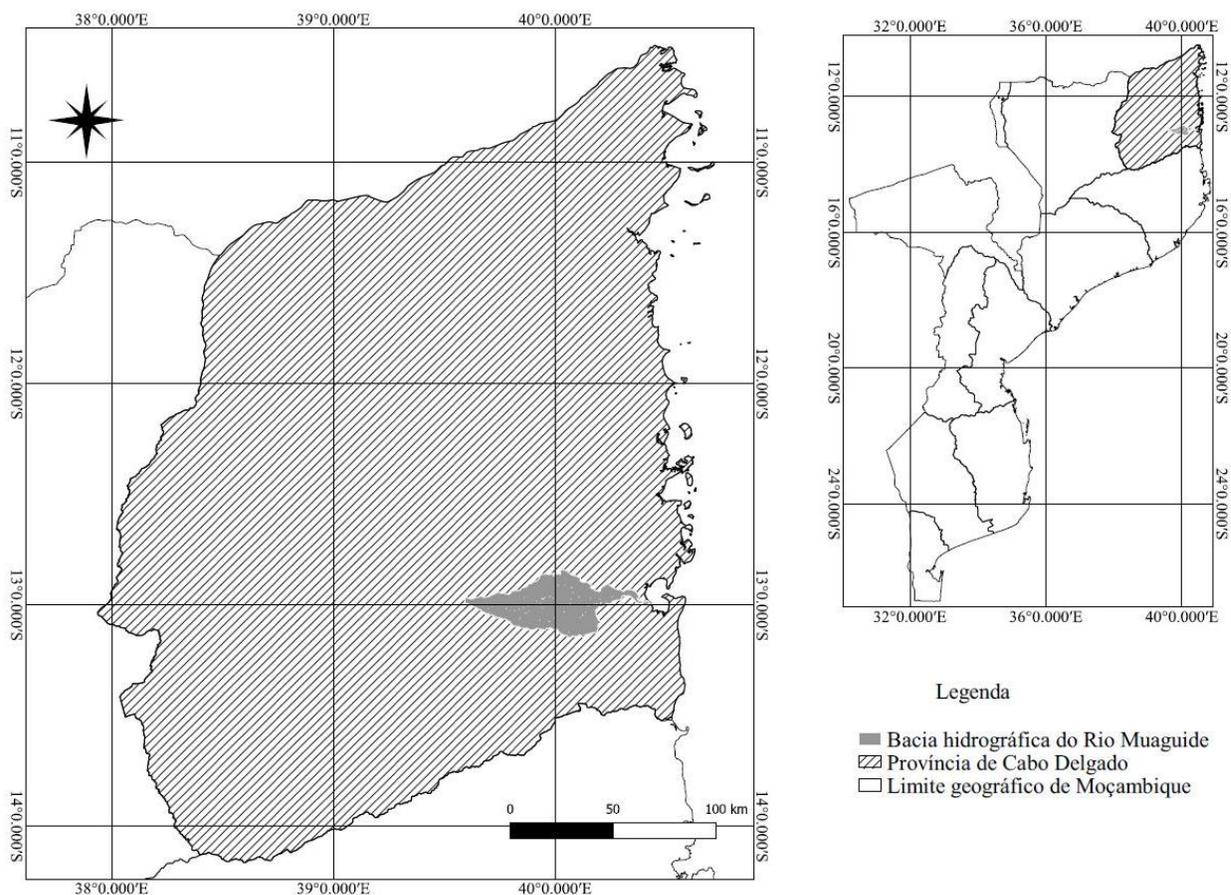 38°0.000'E 39°0.000'E 40°0.000'E
11°0.000'S 11°0.000'S
12°0.000'S 12°0.000'S
13°0.000'S 13°0.000'S
14°0.000'S 14°0.000'S
0 50 100 km
38°0.000'E 39°0.000'E 40°0.000'E
32°0.000'E 36°0.000'E 40°0.000'E
12°0.000'S 12°0.000'S
16°0.000'S 16°0.000'S
20°0.000'S 20°0.000'S
24°0.000'S 24°0.000'S
32°0.000'E 36°0.000'E 40°0.000'E
Legenda
Bacia hidrográfica do Rio Muaguide
Província de Cabo Delgado
Limite geográfico de Moçambique